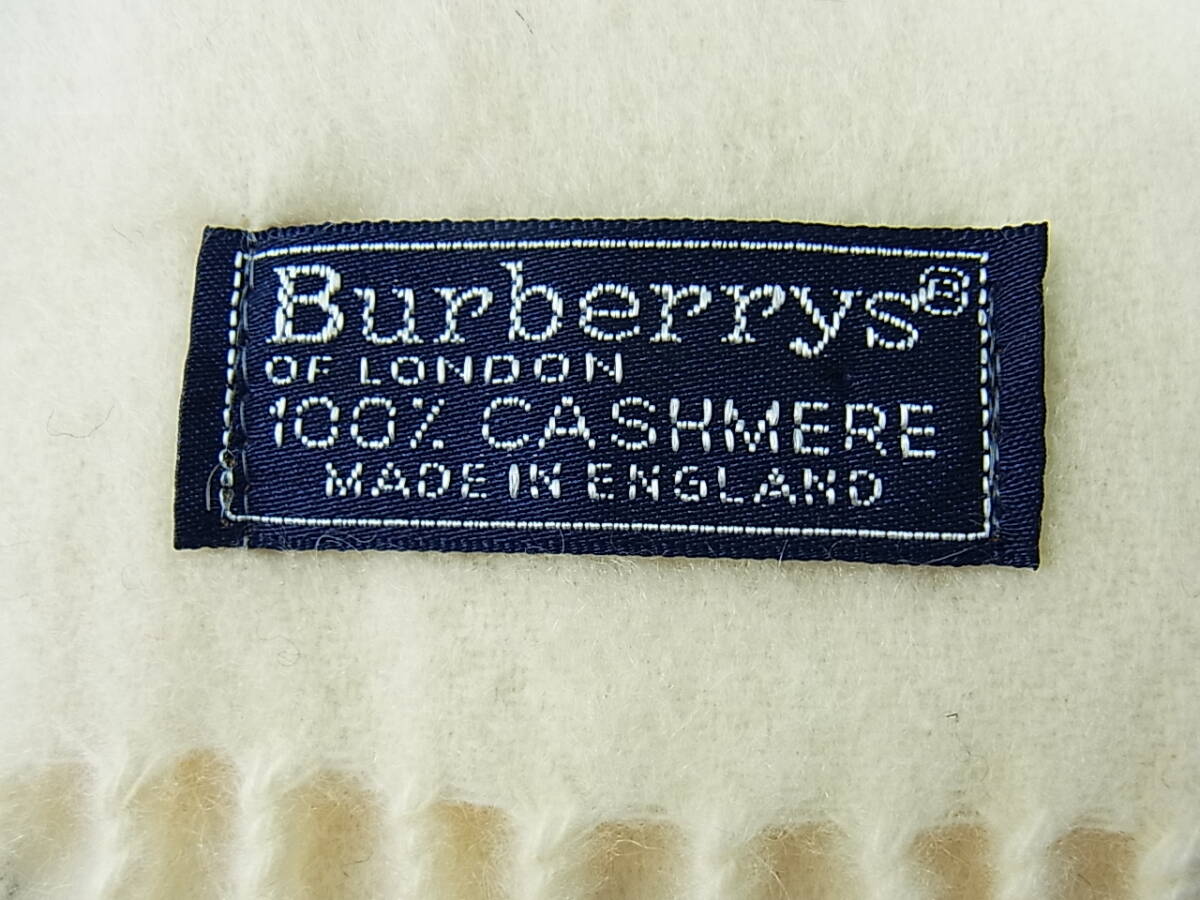 Burberrys®
OF LONDON
100% CASHMERE
MADE IN ENGLAND